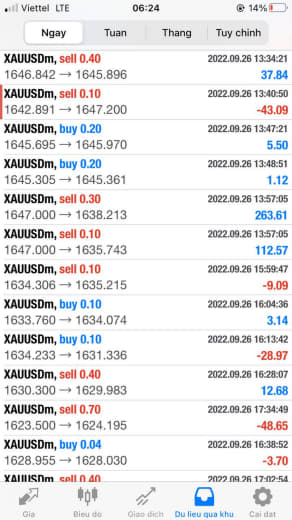 Viettel LTE 06:24 14%
Ngay Tuan Thang Tuy chinh
XAUUSDm, sell 0.40 2022.09.26 13:34:21
1646.842 → 1645.896 37.84
XAUUSDm, sell 0.10 2022.09.26 13:40:50
1642.891 → 1647.200 -43.09
XAUUSDm, buy 0.20 2022.09.26 13:47:21
1645.695 → 1645.970 5.50
XAUUSDm, buy 0.20 2022.09.26 13:48:51
1645.305 → 1645.361 1.12
XAUUSDm, sell 0.30 2022.09.26 13:57:05
1647.000 → 1638.213 263.61
XAUUSDm, sell 0.10 2022.09.26 13:57:05
1647.000 → 1635.743 112.57
XAUUSDm, sell 0.10 2022.09.26 15:59:47
1634.306 → 1635.215 -9.09
XAUUSDm, buy 0.10 2022.09.26 16:04:36
1633.760 → 1634.074 3.14
XAUUSDm, buy 0.10 2022.09.26 16:13:42
1634.233 → 1631.336 -28.97
XAUUSDm, sell 0.40 2022.09.26 16:28:07
1630.300 → 1629.983 12.68
XAUUSDm, sell 0.70 2022.09.26 17:34:49
1623.500 → 1624.195 -48.65
XAUUSDm, buy 0.04 2022.09.26 16:38:52
1628.955 → 1628.030 -3.70
XAUUSDm, sell 0.40 2022.09.26 17:02:54
Gia Bieu do Giao dich Du lieu qua khu Cai dat